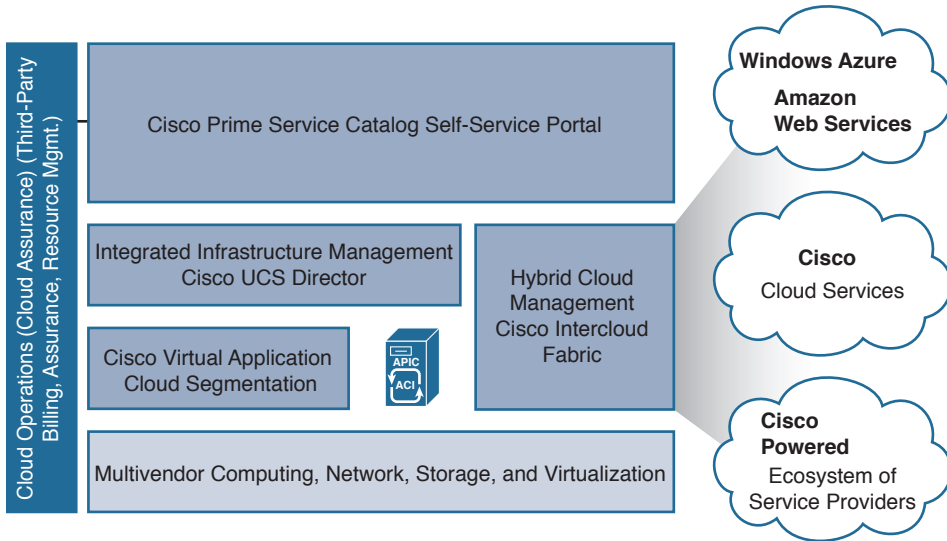 Cloud Operations (Cloud Assurance) (Third-Party
Billing, Assurance, Resource Mgmt.)
Cisco Prime Service Catalog Self-Service Portal
Integrated Infrastructure Management
Cisco UCS Director
Cisco Virtual Application
Cloud Segmentation
APIC
ACI
Hybrid Cloud
Management
Cisco Intercloud
Fabric
Multivendor Computing, Network, Storage, and Virtualization
Windows Azure
Amazon
Web Services
Cisco
Cloud Services
Cisco
Powered
Ecosystem of
Service Providers